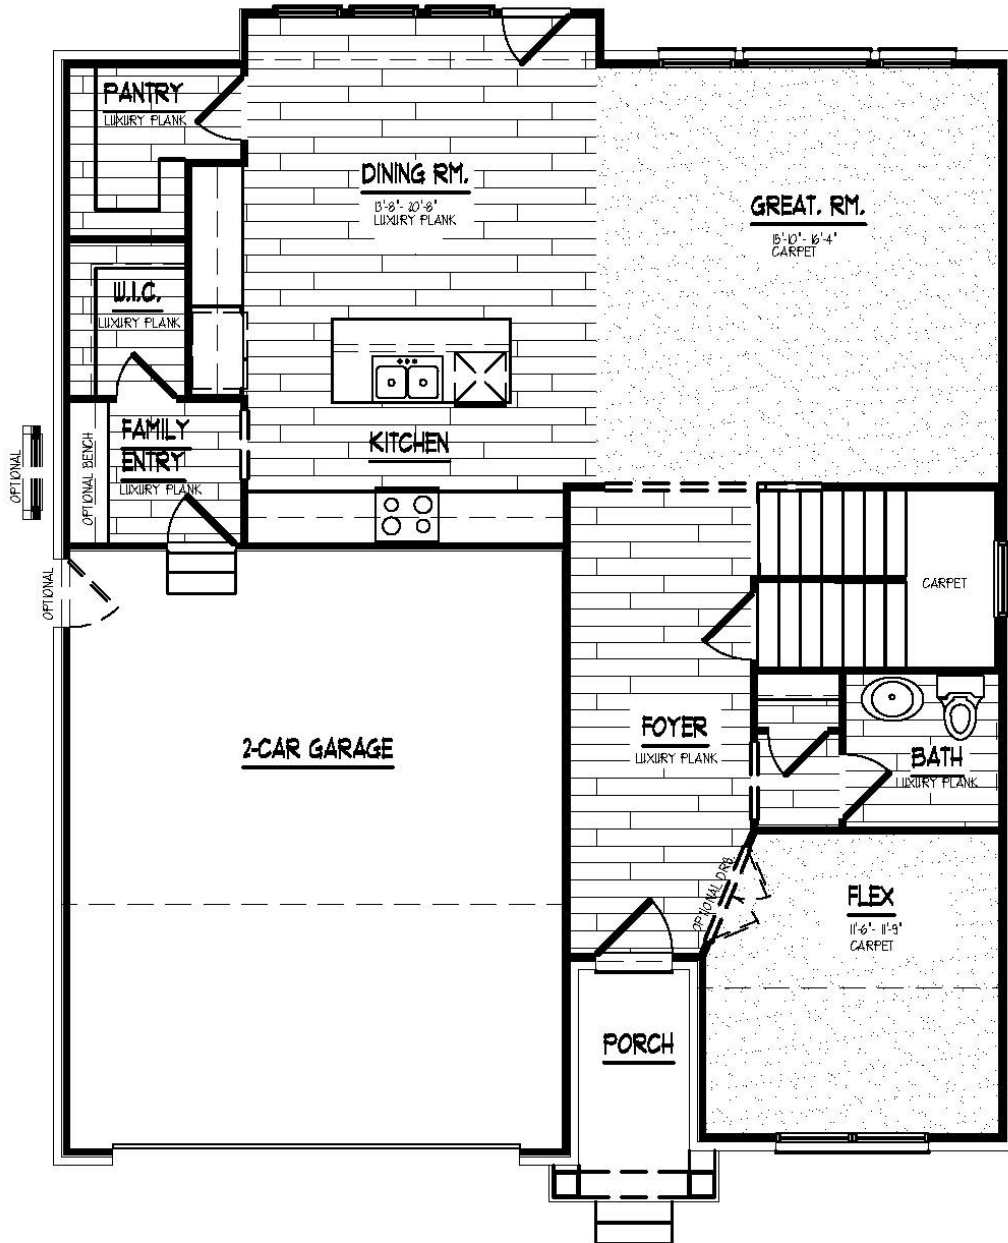 PANTRY
LUXURY PLANK
DINING RM.
13'-8"- 20'-8"
LUXURY PLANK
GREAT. RM.
15'-10"- 16'-4"
CARPET
W.I.C.
LUXURY PLANK
FAMILY
ENTRY
LUXURY PLANK
OPTIONAL BENCH
OPTIONAL
OPTIONAL
KITCHEN
CARPET
2-CAR GARAGE
FOYER
LUXURY PLANK
BATH
LUXURY PLANK
OPTIONAL DRS.
FLEX
11'-6"- 11'-9"
CARPET
PORCH